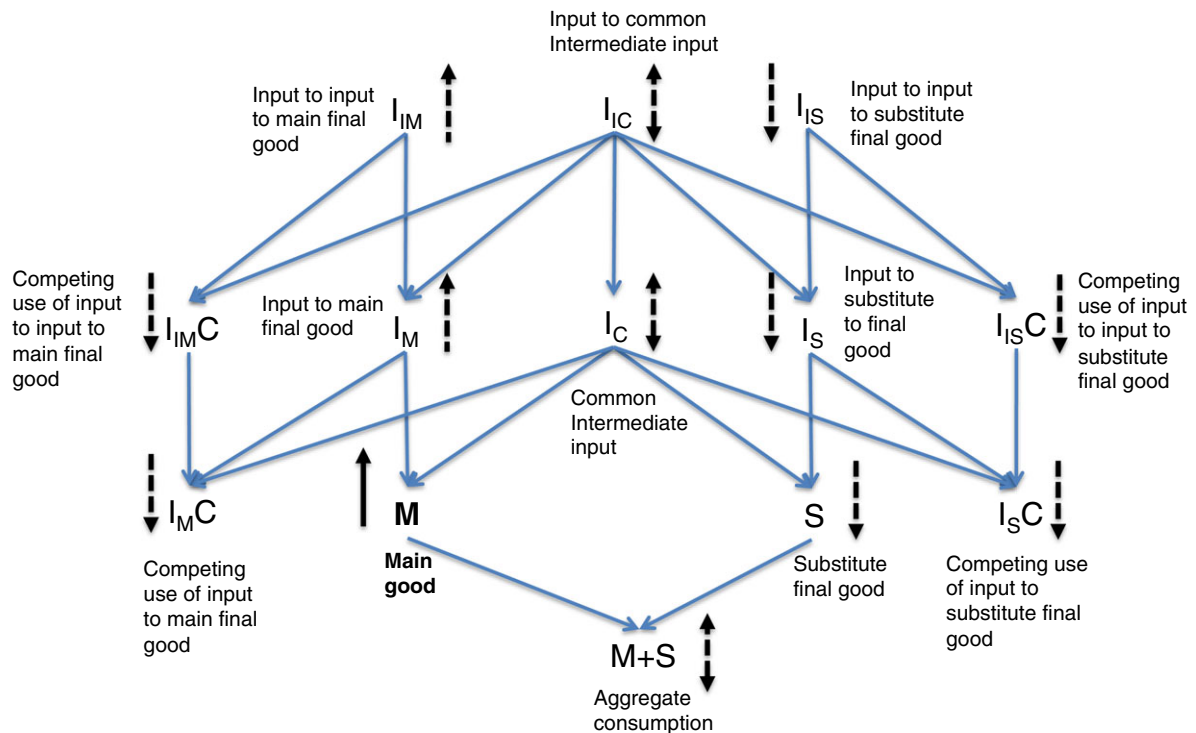 Input to common
Intermediate input
Input to input
to main final
good
I_IM
I_IC
I_IS
Input to input
to substitute
final good
Competing
use of input
to input to
main final
good
I_IMC
Input to main
final good
I_M
I_C
I_S
Input to
substitute
to final
good
I_ISC
Competing
use of input
to input to
substitute
final good
Common
Intermediate
input
I_MC
M
S
I_SC
Competing
use of input
to main final
good
Main
good
Substitute
final good
Competing use
of input to
substitute final
good
M+S
Aggregate
consumption